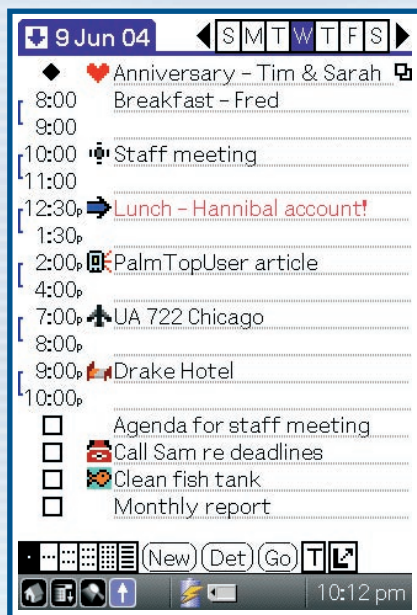 9 Jun 04 S M T W T F S
Anniversary - Tim & Sarah
8:00 Breakfast - Fred
9:00
10:00 Staff meeting
11:00
12:30p Lunch - Hannibal account!
1:30p
2:00p PalmTopUser article
4:00p
7:00p UA 722 Chicago
8:00p
9:00p Drake Hotel
10:00p
Agenda for staff meeting
Call Sam re deadlines
Clean fish tank
Monthly report
New Det Go T
10:12 pm